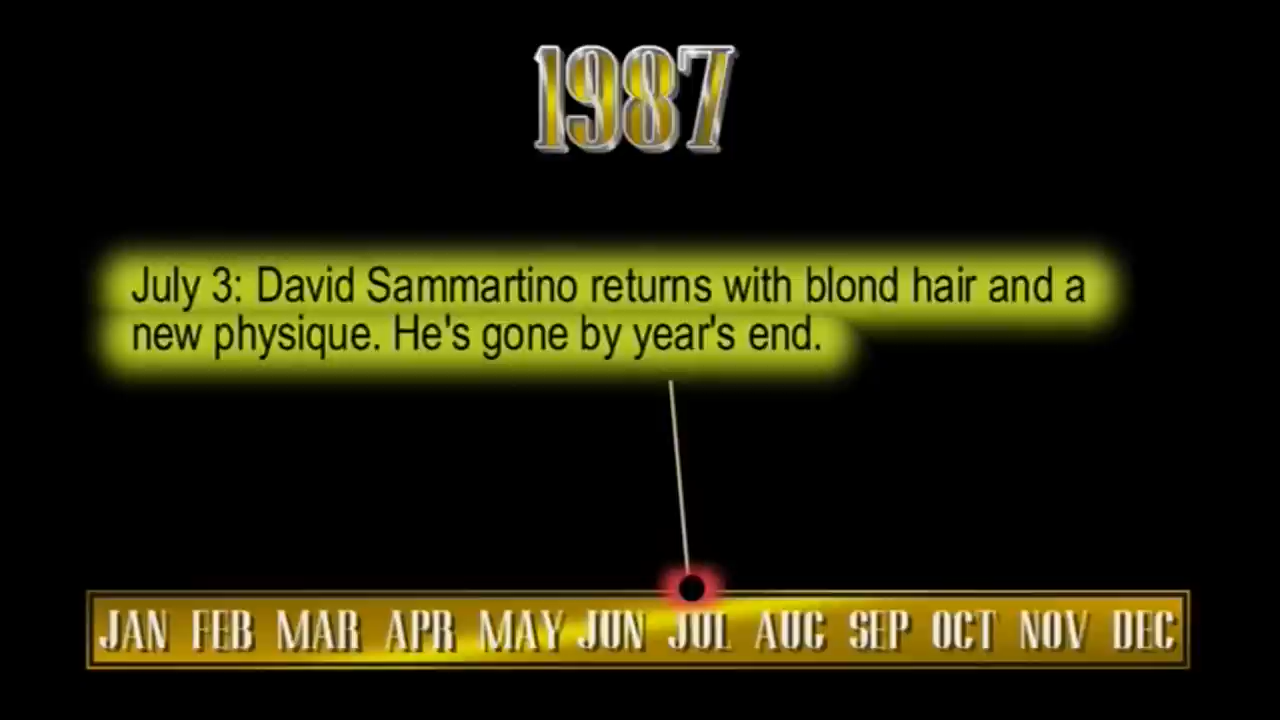 1987
July 3: David Sammartino returns with blond hair and a
new physique. He's gone by year's end.
JAN FEB MAR APR MAY JUN JUL AUG SEP OCT NOV DEC